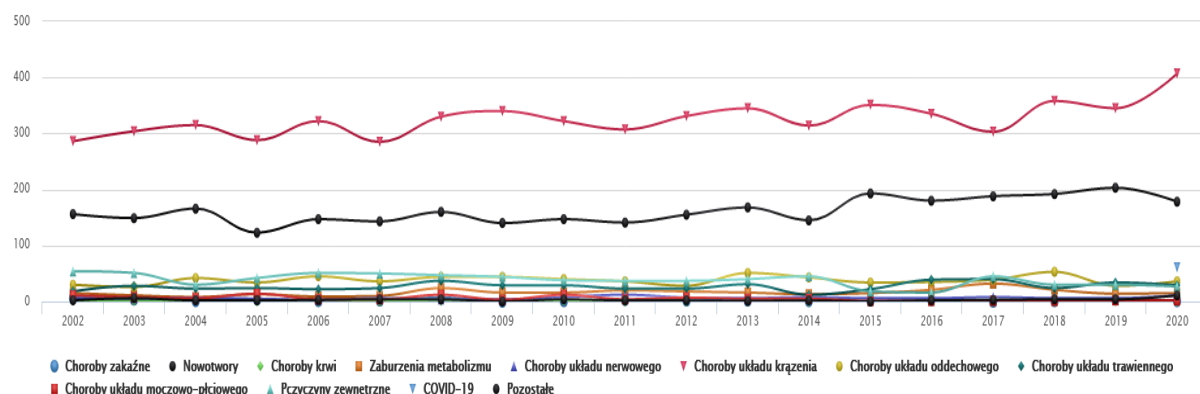 500
400
300
200
100
0
2002 2003 2004 2005 2006 2007 2008 2009 2010 2011 2012 2013 2014 2015 2016 2017 2018 2019 2020
Choroby zakaźne Nowotwory Choroby krwi Zaburzenia metabolizmu Choroby układu nerwowego Choroby układu krązenia Choroby układu oddechowego Choroby układu trawiennego
Choroby układu moczowo-płciowego Pczyczyny zewnętrzne COVID-19 Pozostałe